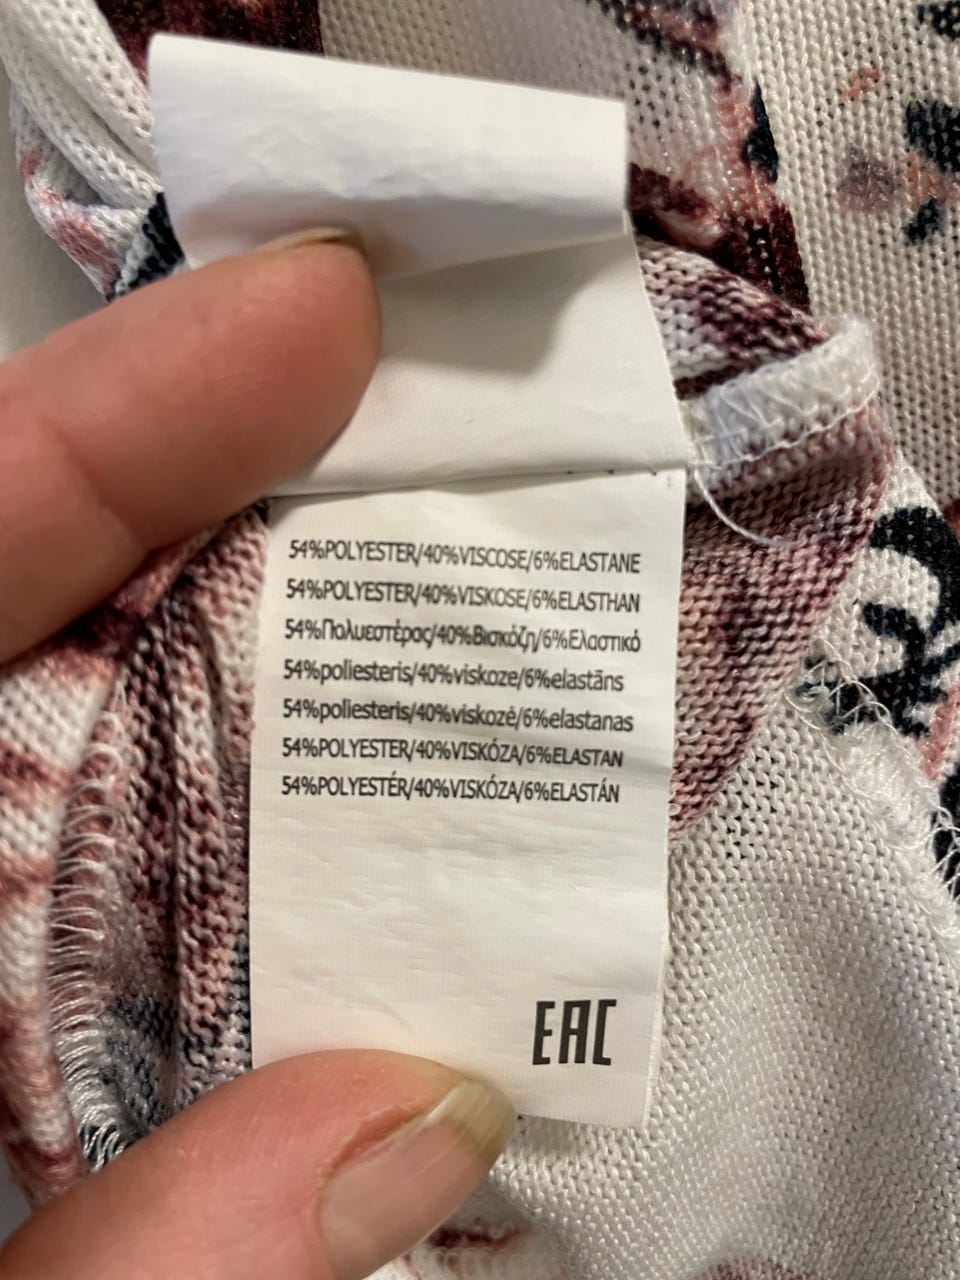 54%POLYESTER/40%VISCOSE/6%ELASTANE
54%POLYESTER/40%VISKOSE/6%ELASTHAN
54%Πολυεστέρας/40%Βισκόζη/6%Ελαστικό
54%poliesteris/40%viskoze/6%elastāns
54%poliesteris/40%viskozė/6%elastanas
54%POLYESTER/40%VISKÓZA/6%ELASTAN
54%POLYESTÉR/40%VISKÓZA/6%ELASTÁN
EAC